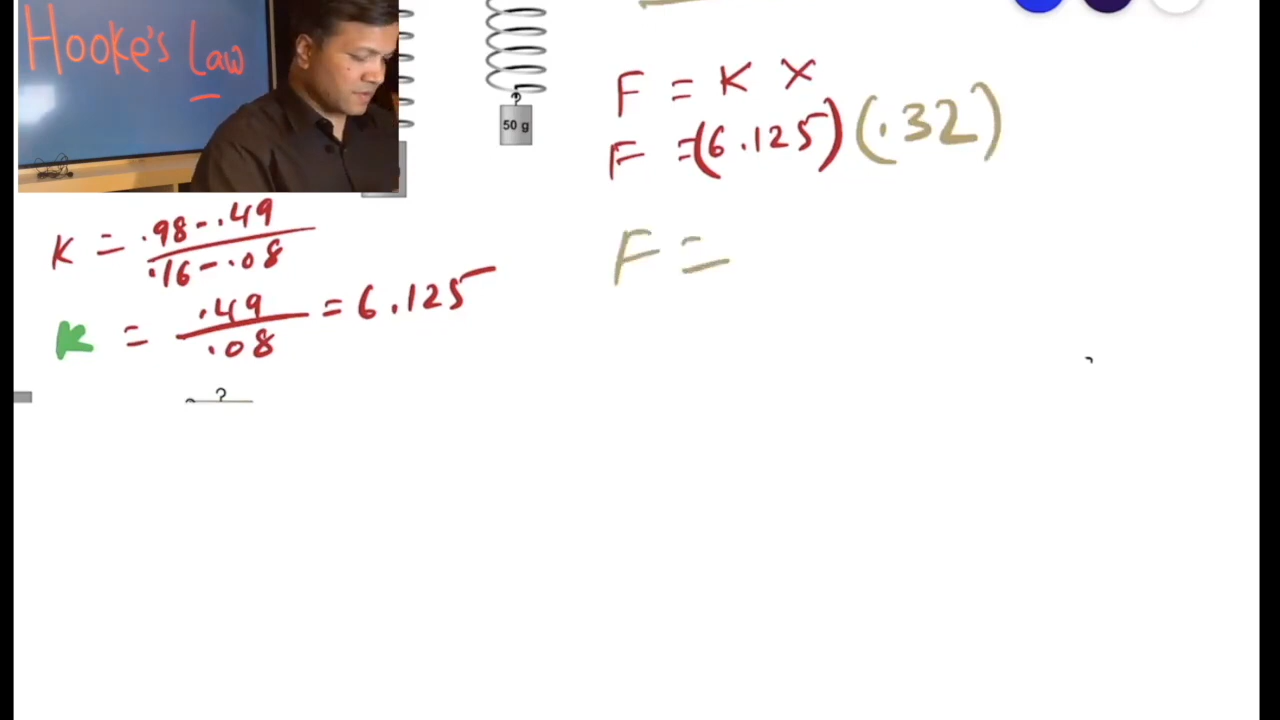 Hooke's Law
50 g
F = K X
F = (6.125) (.32)
F =
K = .98 - .49
.16 - .08
K = .49 = 6.125
.08
?